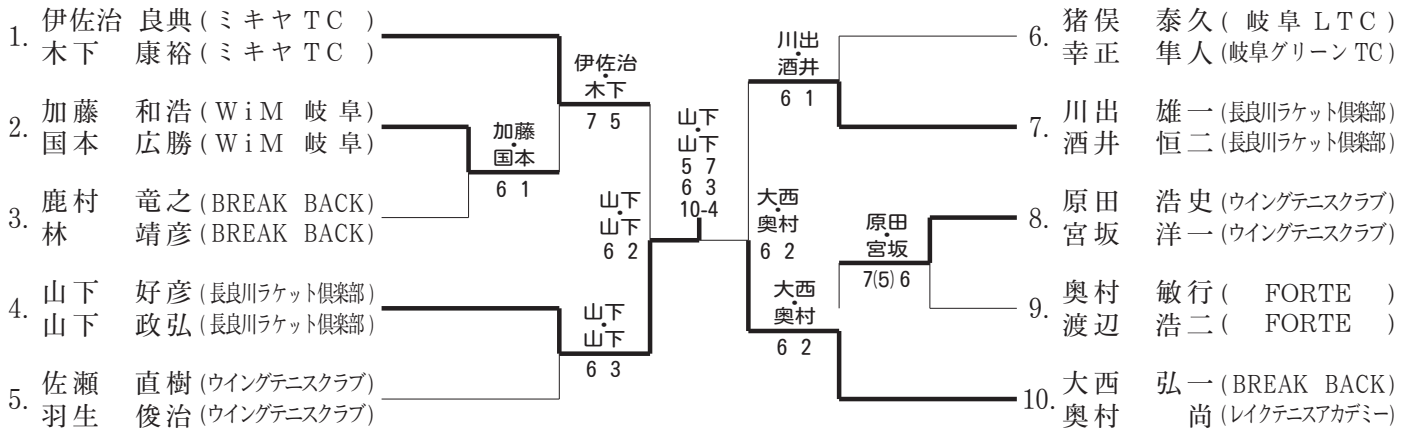 1. 伊佐治 良典 (ミキヤ TC)
木下 康裕 (ミキヤ TC)
2. 加藤 和浩 (WiM 岐阜)
国本 広勝 (WiM 岐阜)
3. 鹿村 竜之 (BREAK BACK)
林 靖彦 (BREAK BACK)
4. 山下 好彦 (長良川ラケット倶楽部)
山下 政弘 (長良川ラケット倶楽部)
5. 佐瀬 直樹 (ウイングテニスクラブ)
羽生 俊治 (ウイングテニスクラブ)
加藤・
国本
6 1
伊佐治・
木下
7 5
山下・
山下
6 3
山下・
山下
6 2
山下・
山下
5 7
6 3
10-4
大西・
奥村
6 2
川出・
酒井
6 1
大西・
奥村
6 2
原田・
宮坂
7(5) 6
6. 猪俣 泰久 (岐阜 LTC)
幸正 隼人 (岐阜グリーン TC)
7. 川出 雄一 (長良川ラケット倶楽部)
酒井 恒二 (長良川ラケット倶楽部)
8. 原田 浩史 (ウイングテニスクラブ)
宮坂 洋一 (ウイングテニスクラブ)
9. 奥村 敏行 ( FORTE )
渡辺 浩二 ( FORTE )
10. 大西 弘一 (BREAK BACK)
奥村 尚 (レイクテニスアカデミー)